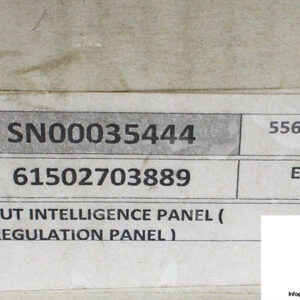 SN00035444 556
61502703889 E
UT INTELLIGENCE PANEL (
REGULATION PANEL )